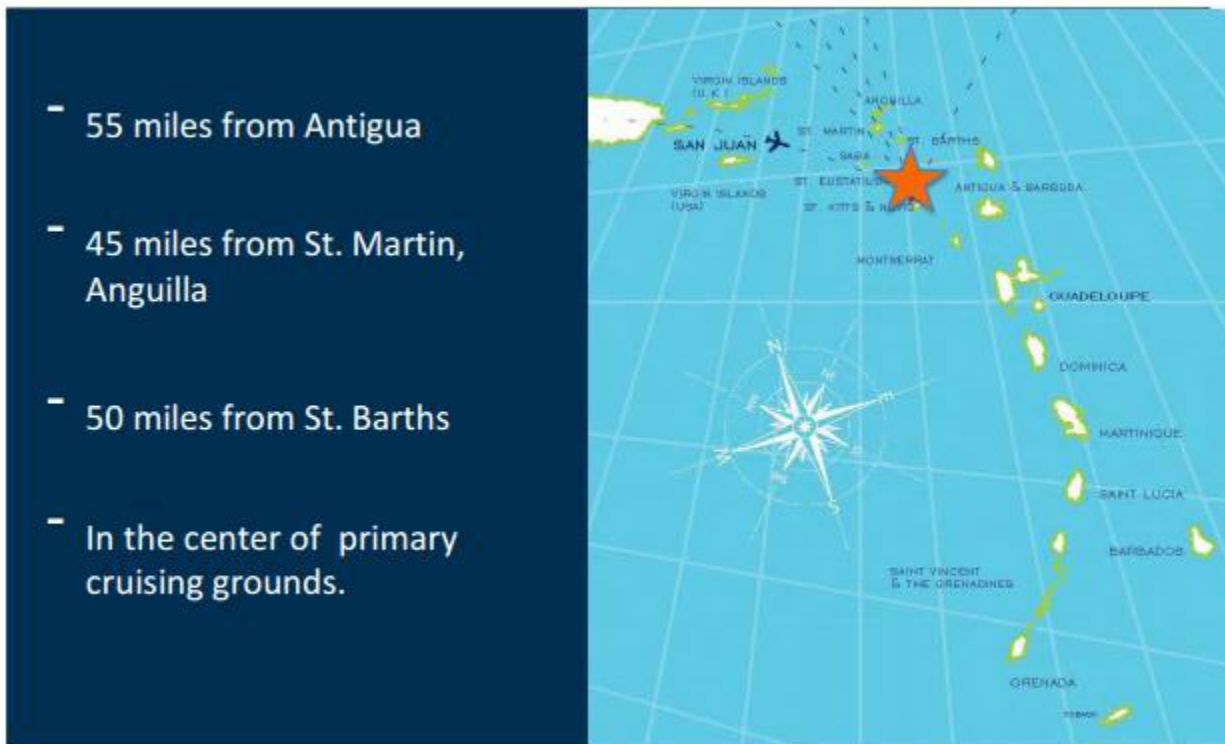 - 55 miles from Antigua
- 45 miles from St. Martin,
Anguilla
- 50 miles from St. Barths
- In the center of primary
cruising grounds.
VIRGIN ISLANDS
(U.K.)
ANGUILLA
ST. MARTIN
ST. BARTHS
SAN JUAN
SABA
ST. EUSTATIUS
ANTIGUA & BARBUDA
VIRGIN ISLANDS
(USA)
ST. KITTS & NEVIS
MONTSERRAT
GUADELOUPE
DOMINICA
N
E
S
MARTINIQUE
SAINT LUCIA
BARBADOS
SAINT VINCENT
& THE GRENADINES
GRENADA